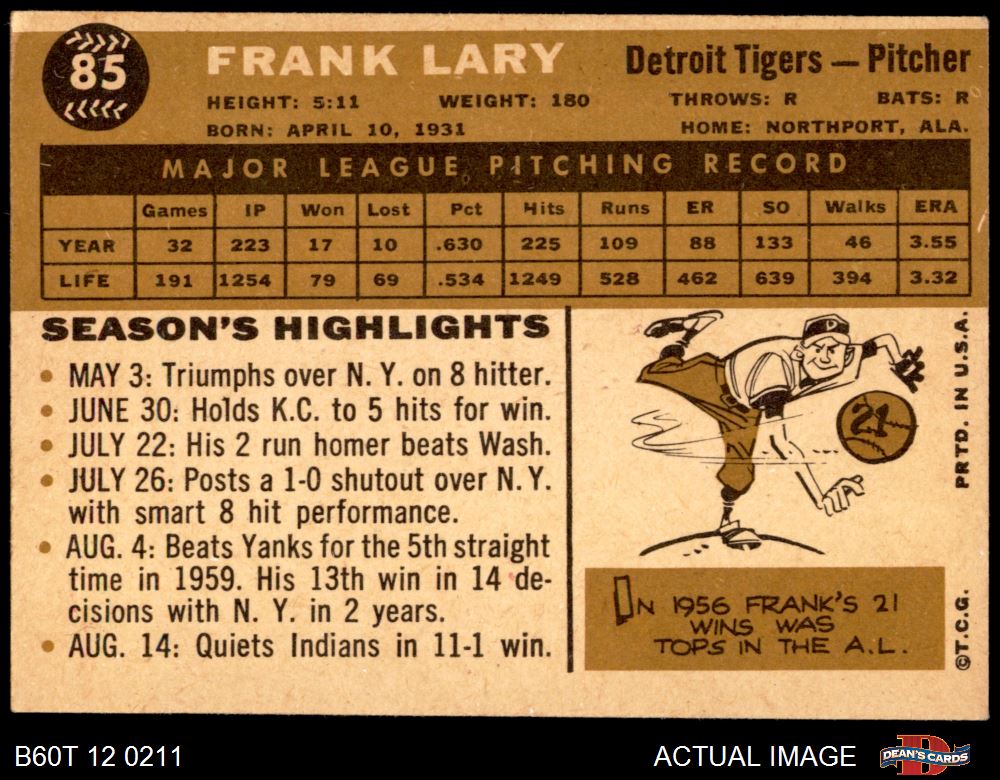 85
FRANK LARY
Detroit Tigers — Pitcher
HEIGHT: 5:11 WEIGHT: 180 THROWS: R BATS: R
BORN: APRIL 10, 1931 HOME: NORTHPORT, ALA.
MAJOR LEAGUE PITCHING RECORD
Games IP Won Lost Pct Hits Runs ER SO Walks ERA
YEAR 32 223 17 10 .630 225 109 88 133 46 3.55
LIFE 191 1254 79 69 .534 1249 528 462 639 394 3.32
SEASON'S HIGHLIGHTS
• MAY 3: Triumphs over N. Y. on 8 hitter.
• JUNE 30: Holds K.C. to 5 hits for win.
• JULY 22: His 2 run homer beats Wash.
• JULY 26: Posts a 1-0 shutout over N. Y.
with smart 8 hit performance.
• AUG. 4: Beats Yanks for the 5th straight
time in 1959. His 13th win in 14 de-
cisions with N. Y. in 2 years.
• AUG. 14: Quiets Indians in 11-1 win.
D
21
IN 1956 FRANK'S 21
WINS WAS
TOPS IN THE A.L.
PRTD. IN U.S.A.
©T.C.G.
B60T 12 0211
ACTUAL IMAGE
DEAN'S CARDS